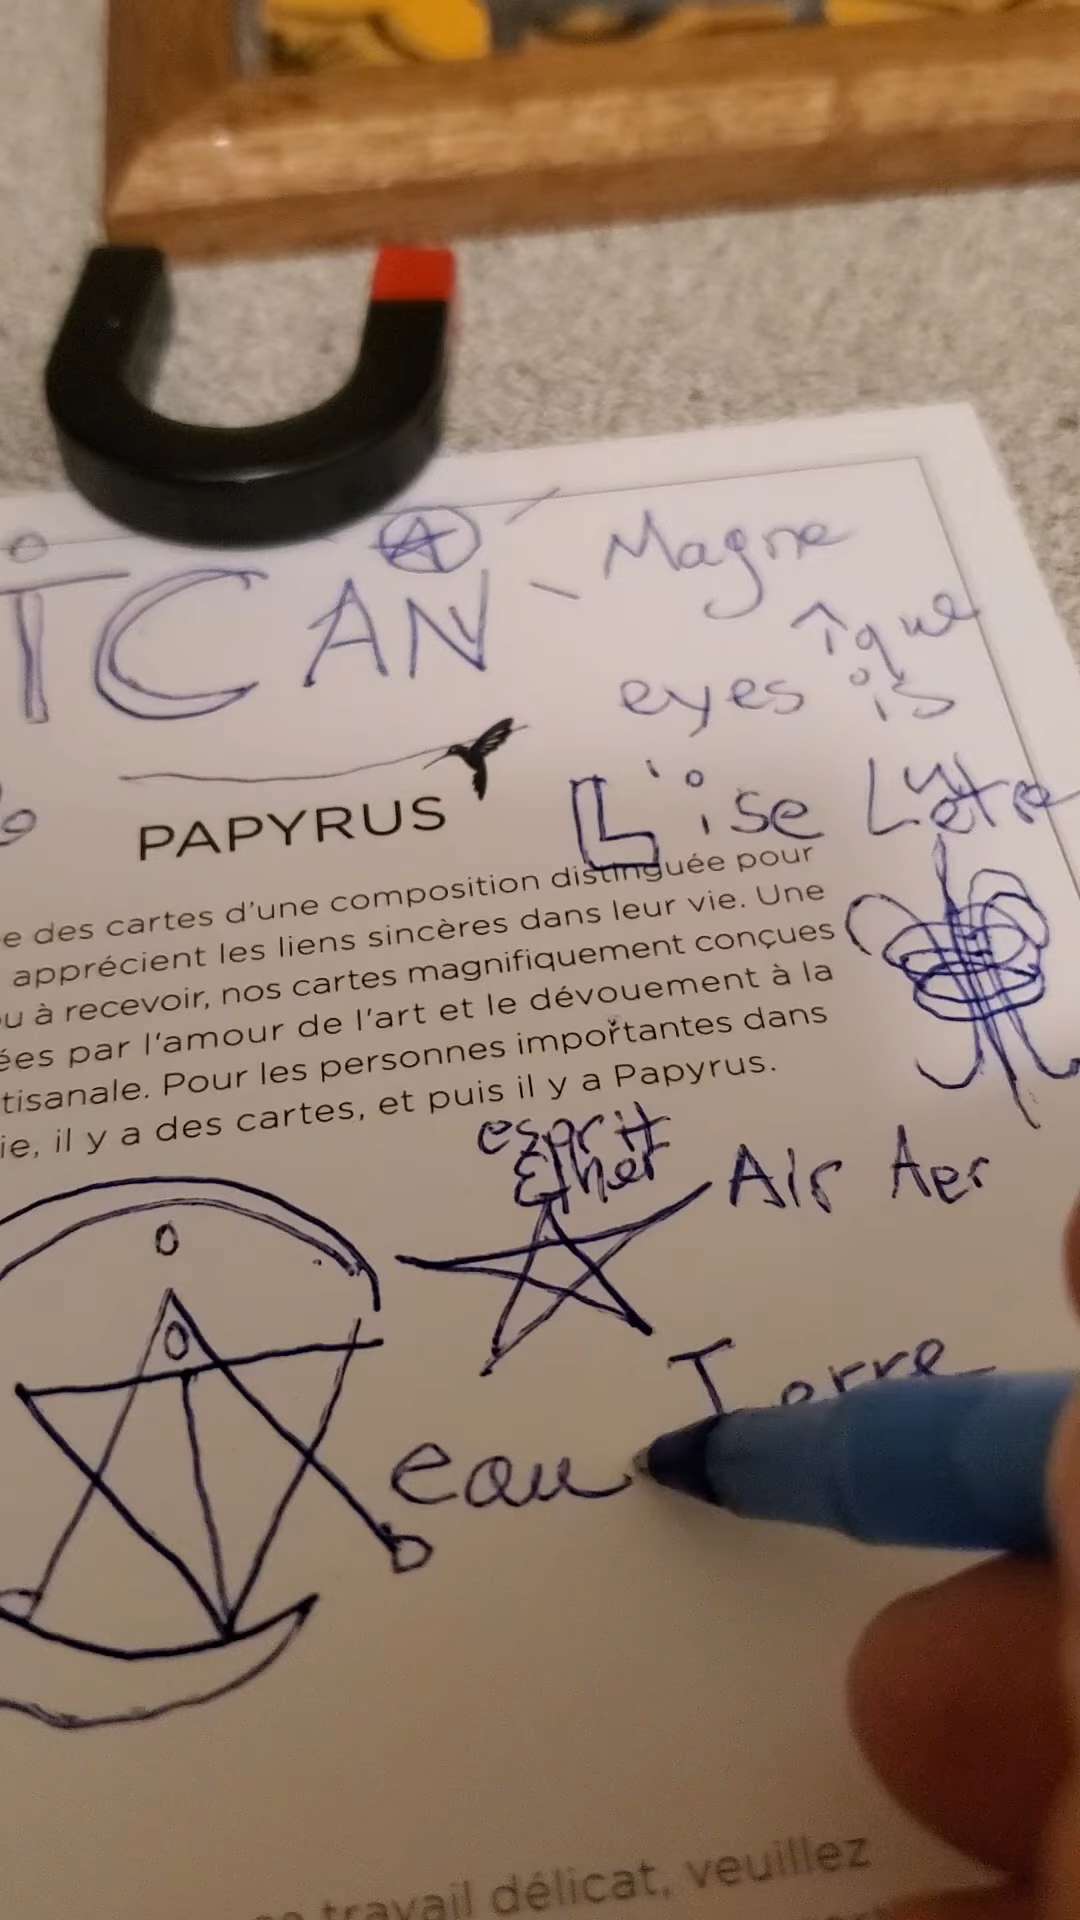 iCAN
Magne
îque
eyes is
L'ise
PAPYRUS
e des cartes d'une composition distinguée pour
apprécient les liens sincères dans leur vie. Une
u à recevoir, nos cartes magnifiquement conçues
ées par l'amour de l'art et le dévouement à la
tisanale. Pour les personnes importantes dans
ie, il y a des cartes, et puis il y a Papyrus.
esprit
Ether
Air Aer
Terre
eau
travail délicat, veuillez